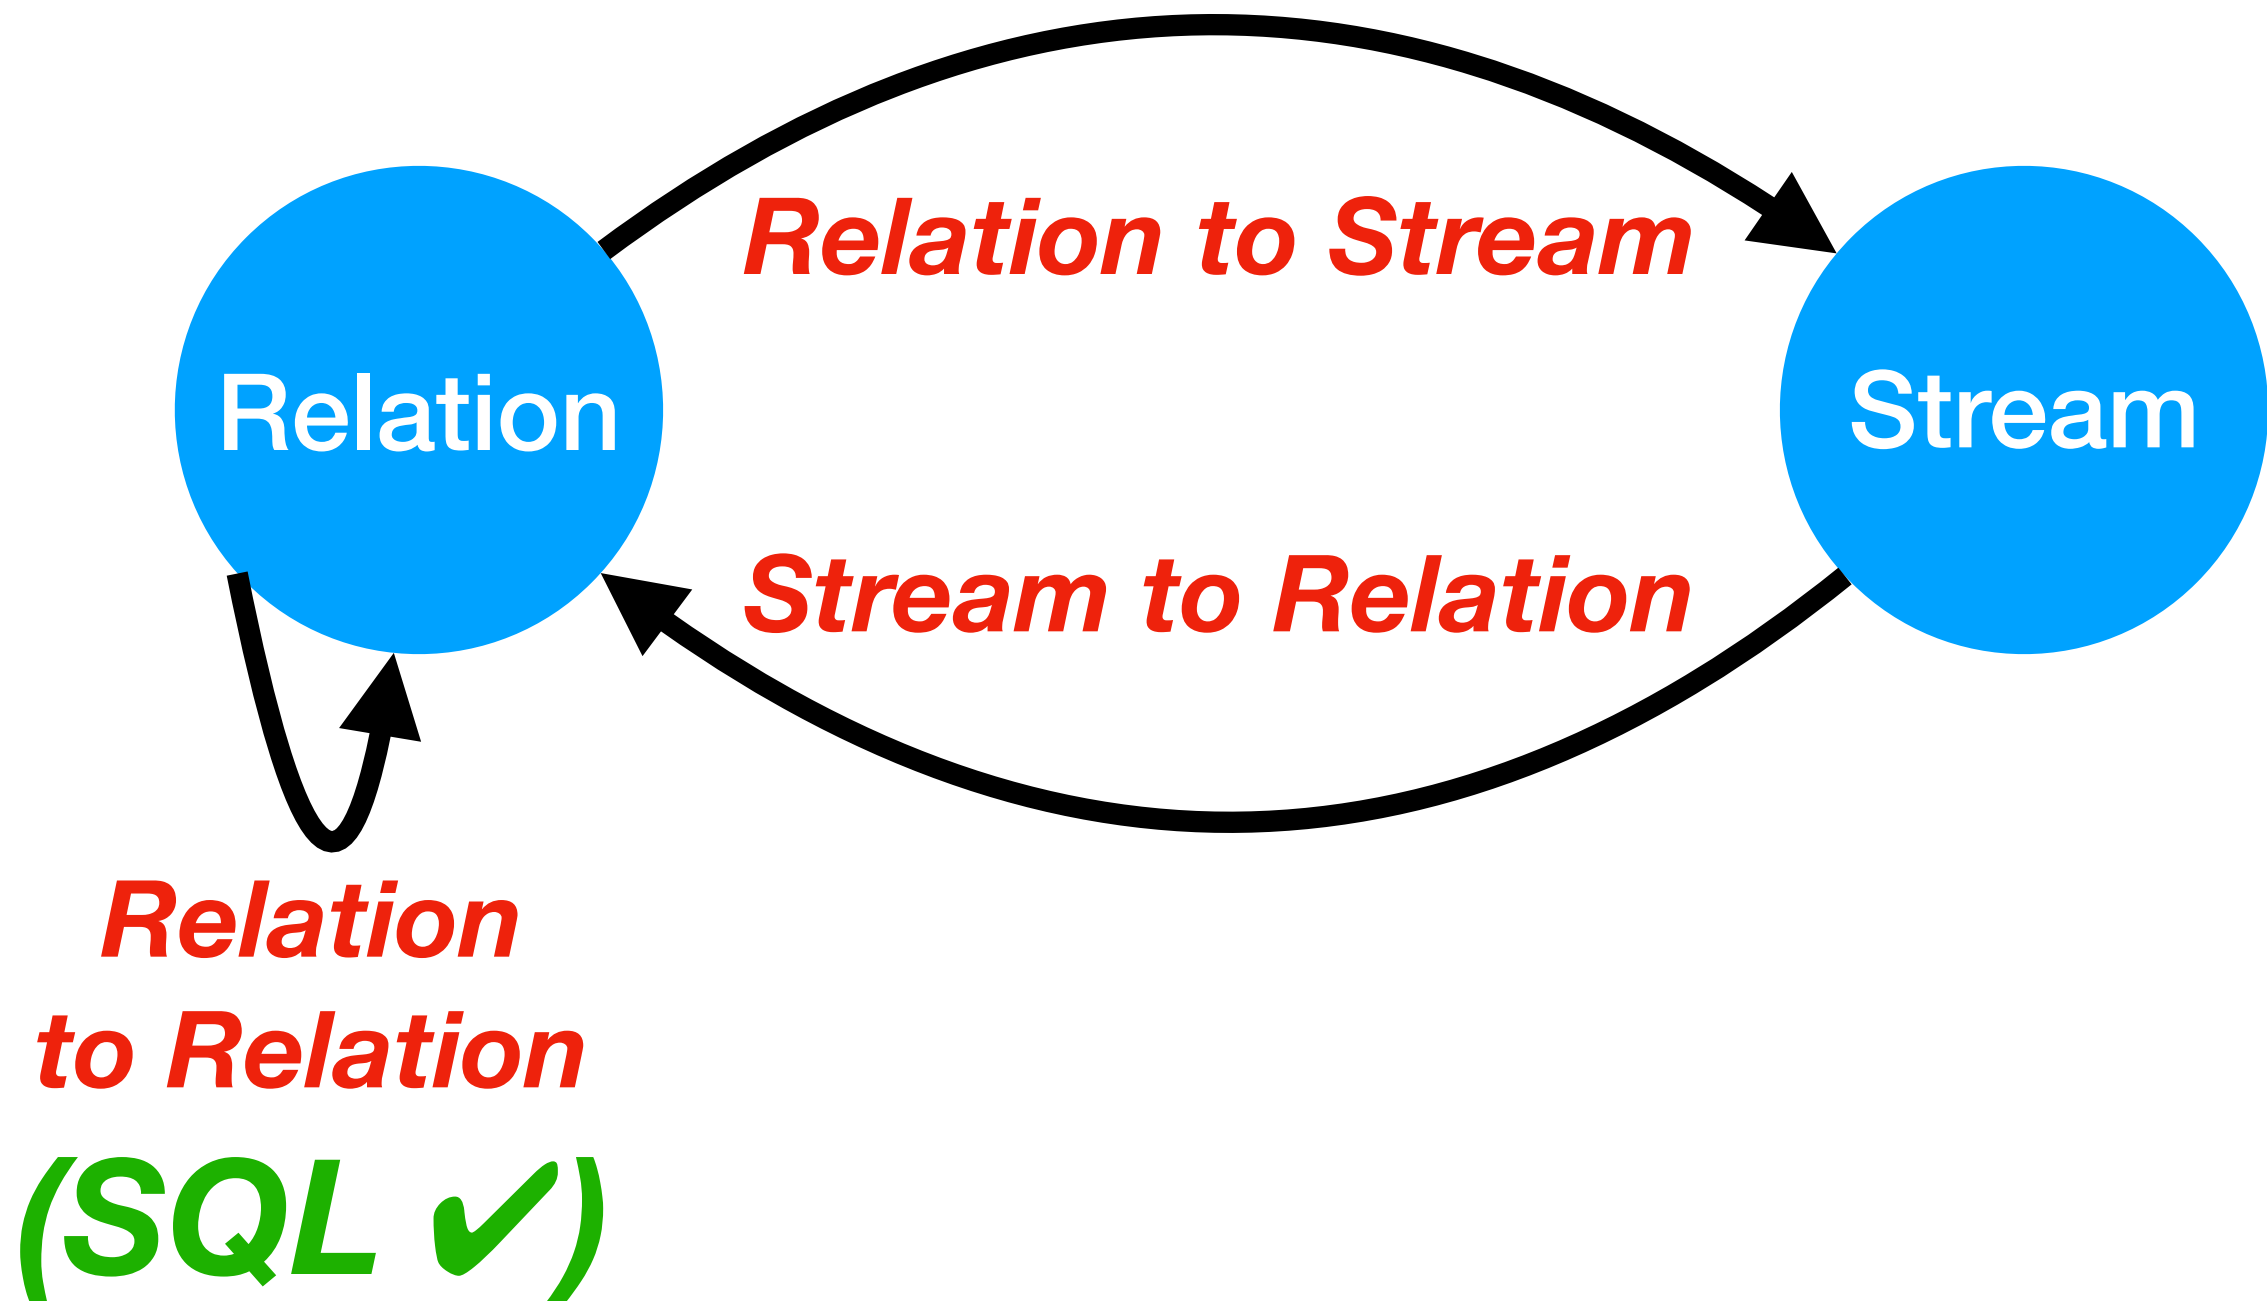 Relation to Stream
Relation
Stream
Stream to Relation
Relation
to Relation
(SQL ✔)